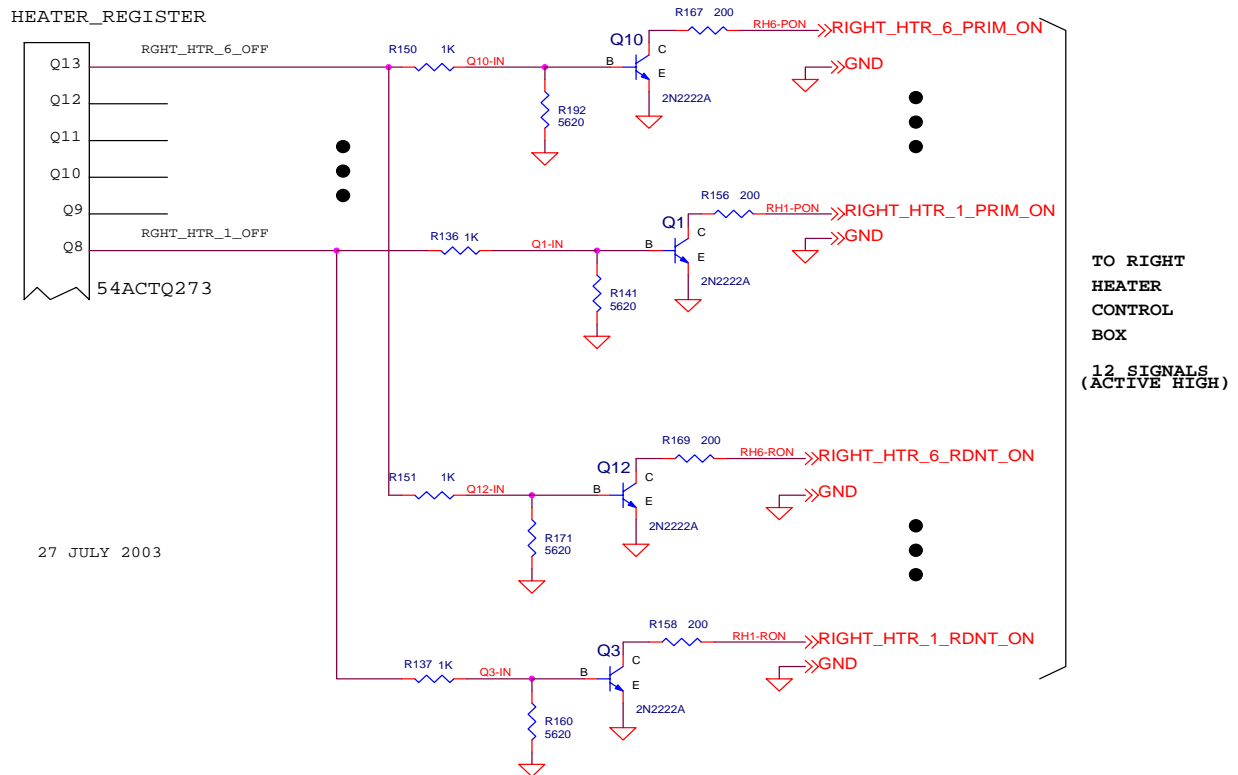 HEATER_REGISTER
R167 200
RH6-PON
RIGHT_HTR_6_PRIM_ON
RGHT_HTR_6_OFF
R150 1K
Q10
C
Q13
Q10-IN
B
E
GND
2N2222A
Q12
R192
5620
Q11
Q10
R156 200
Q9
RH1-PON
RIGHT_HTR_1_PRIM_ON
RGHT_HTR_1_OFF
R136 1K
Q1
C
Q8
Q1-IN
B
E
GND
2N2222A
54ACTQ273
R141
5620
TO RIGHT
HEATER
CONTROL
BOX
12 SIGNALS
(ACTIVE HIGH)
R169 200
RH6-RON
RIGHT_HTR_6_RDNT_ON
R151 1K
Q12
C
Q12-IN
B
E
GND
2N2222A
R171
5620
27 JULY 2003
R158 200
RH1-RON
RIGHT_HTR_1_RDNT_ON
R137 1K
Q3
C
Q3-IN
B
E
GND
2N2222A
R160
5620